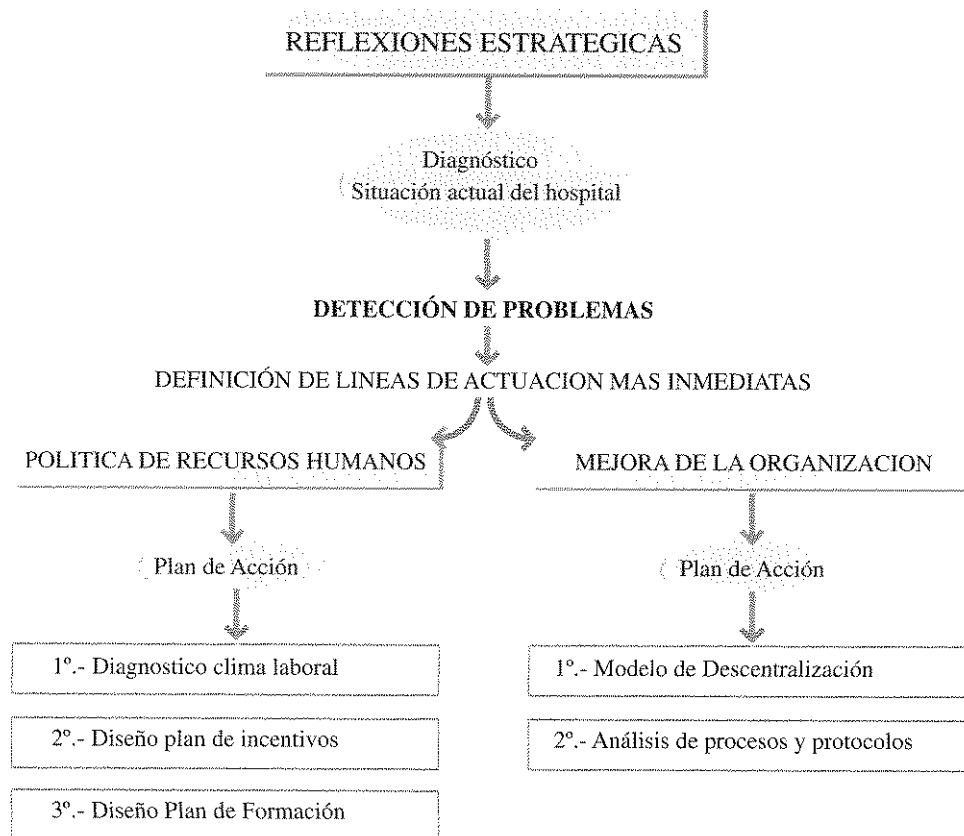 REFLEXIONES ESTRATEGICAS
Diagnóstico
Situación actual del hospital
DETECCIÓN DE PROBLEMAS
DEFINICIÓN DE LINEAS DE ACTUACION MAS INMEDIATAS
POLITICA DE RECURSOS HUMANOS
Plan de Acción
1º.- Diagnostico clima laboral
2º.- Diseño plan de incentivos
3º.- Diseño Plan de Formación
MEJORA DE LA ORGANIZACION
Plan de Acción
1º.- Modelo de Descentralización
2º.- Análisis de procesos y protocolos